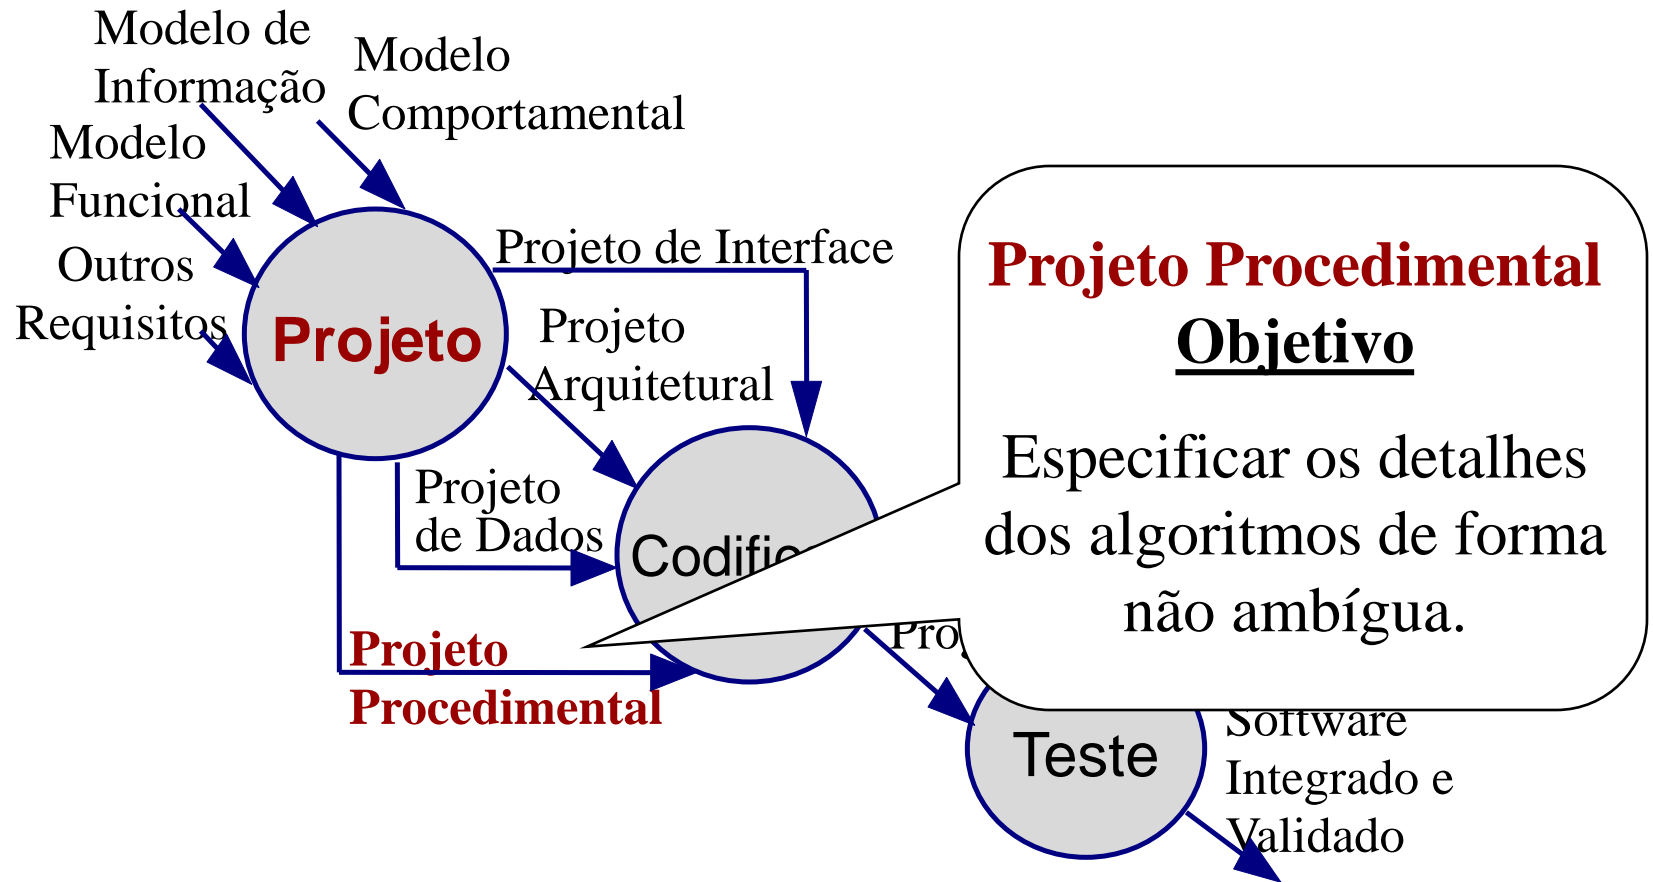 Modelo de
Informação
Modelo
Comportamental
Modelo
Funcional
Outros
Requisitos
Projeto
Projeto de Interface
Projeto
Arquitetural
Projeto
de Dados
Projeto
Procedimental
Projeto Procedimental
Objetivo
Especificar os detalhes
dos algoritmos de forma
não ambígua.
Teste
Software
Integrado e
Validado